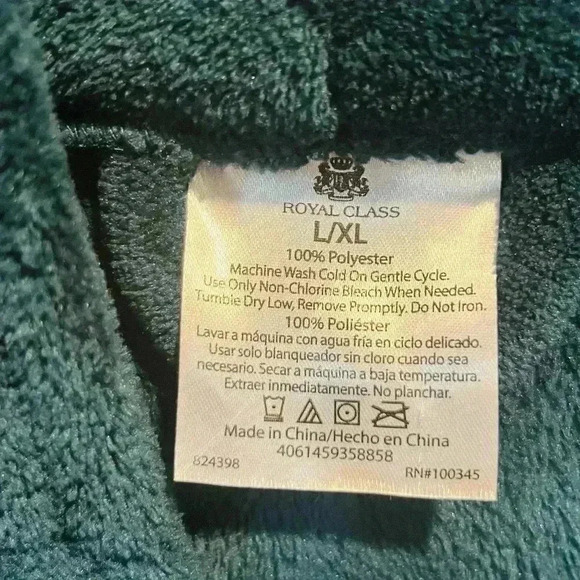 ROYAL CLASS
L/XL
100% Polyester
Machine Wash Cold On Gentle Cycle.
Use Only Non-Chlorine Bleach When Needed.
Tumble Dry Low, Remove Promptly. Do Not Iron.
100% Poliéster
Lavar a máquina con agua fría en ciclo delicado.
Usar solo blanqueador sin cloro cuando sea
necesario. Secar a máquina a baja temperatura.
Extraer inmediatamente. No planchar.
Made in China/Hecho en China
4061459358858
824398
RN#100345